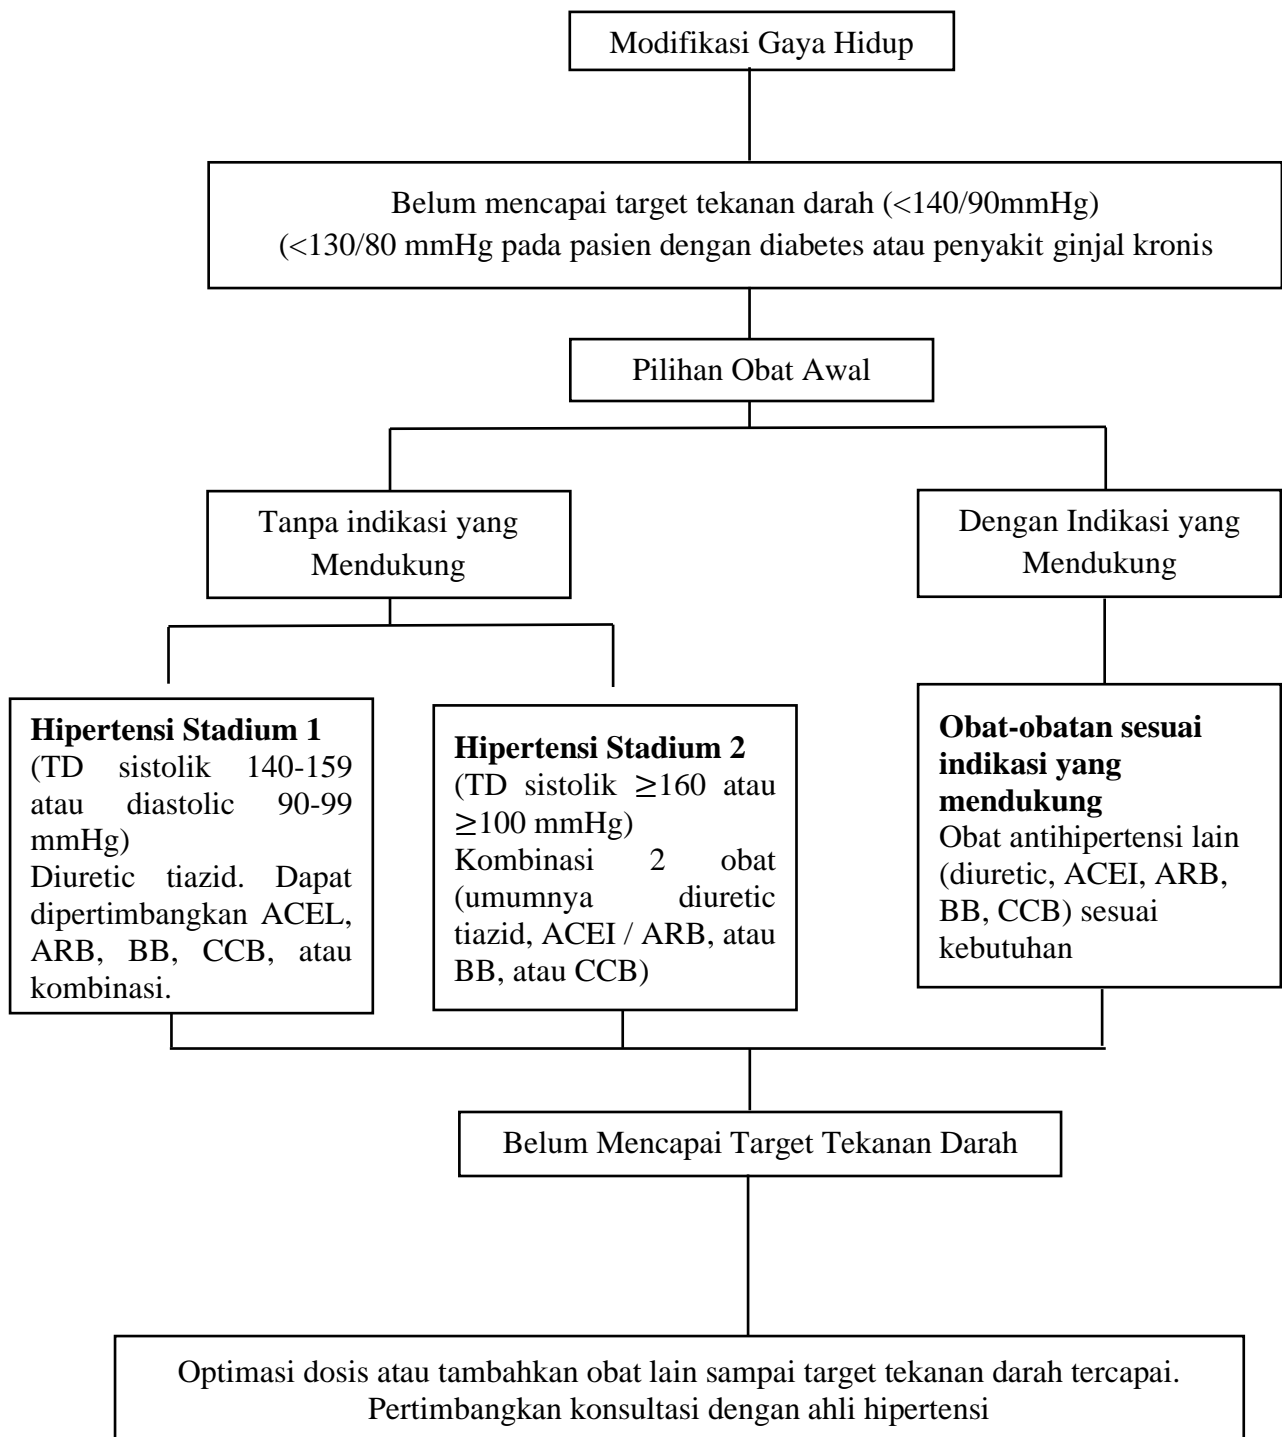 Modifikasi Gaya Hidup
Belum mencapai target tekanan darah (<140/90mmHg)
(<130/80 mmHg pada pasien dengan diabetes atau penyakit ginjal kronis
Pilihan Obat Awal
Tanpa indikasi yang
Mendukung
Dengan Indikasi yang
Mendukung
Hipertensi Stadium 1
(TD sistolik 140-159
atau diastolic 90-99
mmHg)
Diuretic tiazid. Dapat
dipertimbangkan ACEL,
ARB, BB, CCB, atau
kombinasi.
Hipertensi Stadium 2
(TD sistolik ≥160 atau
≥100 mmHg)
Kombinasi 2 obat
(umumnya diuretic
tiazid, ACEI / ARB, atau
BB, atau CCB)
Obat-obatan sesuai
indikasi yang
mendukung
Obat antihipertensi lain
(diuretic, ACEI, ARB,
BB, CCB) sesuai
kebutuhan
Belum Mencapai Target Tekanan Darah
Optimasi dosis atau tambahkan obat lain sampai target tekanan darah tercapai.
Pertimbangkan konsultasi dengan ahli hipertensi